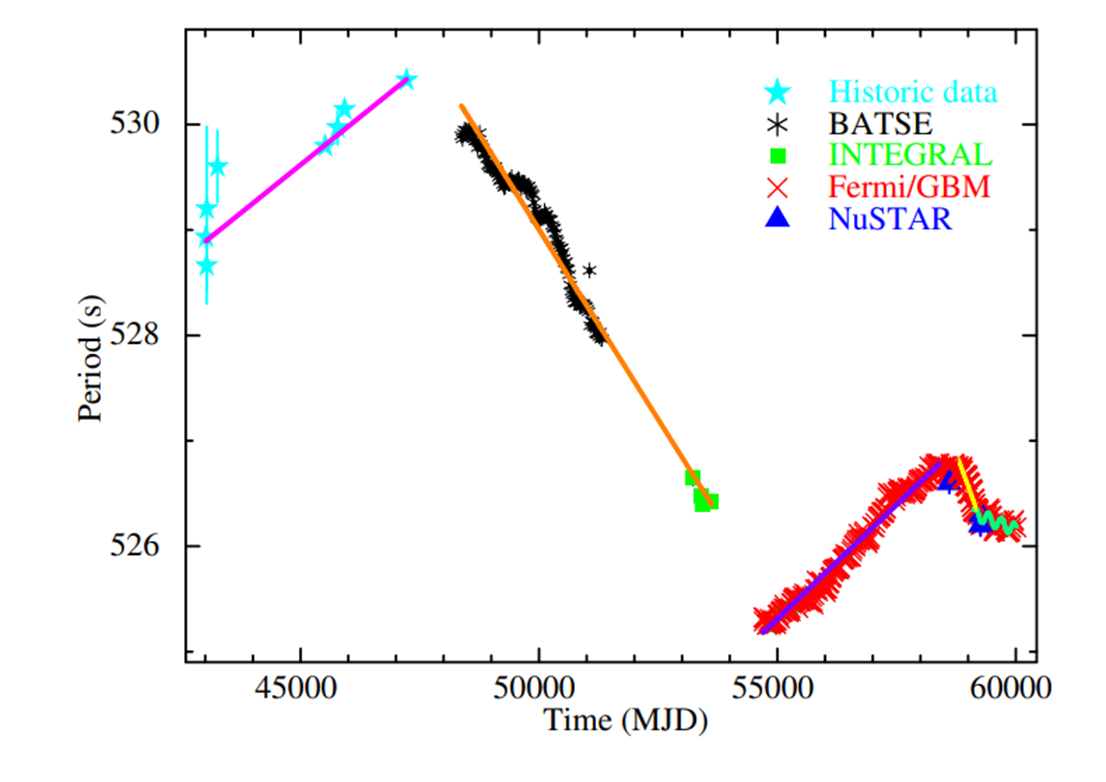 Historic data
BATSE
INTEGRAL
Fermi/GBM
NuSTAR
Period (s)
530
528
526
45000 50000 55000 60000
Time (MJD)